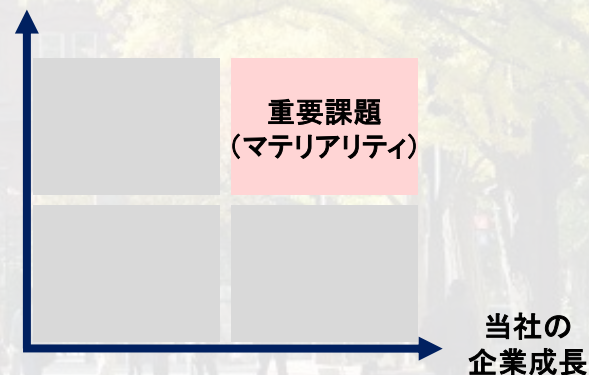 重要課題
（マテリアリティ）
当社の
企業成長